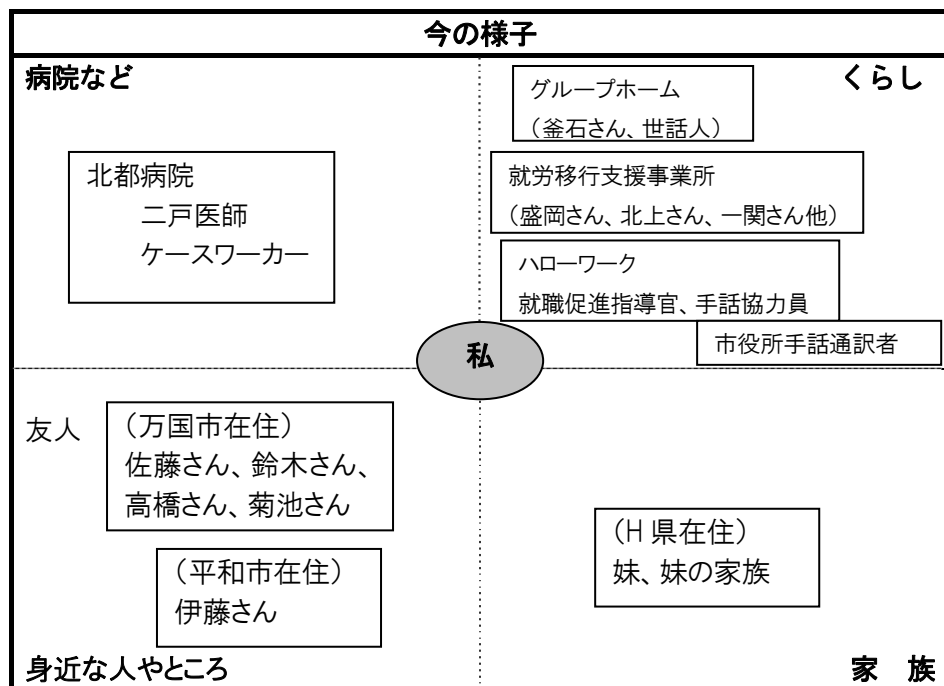 今の様子
病院など
くらし
グループホーム
（釜石さん、世話人）
北都病院
二戸医師
ケースワーカー
就労移行支援事業所
（盛岡さん、北上さん、一関さん他）
ハローワーク
就職促進指導官、手話協力員
市役所手話通訳者
私
友人
（万国市在住）
佐藤さん、鈴木さん、
高橋さん、菊池さん
（平和市在住）
伊藤さん
（H県在住）
妹、妹の家族
身近な人やところ
家　族